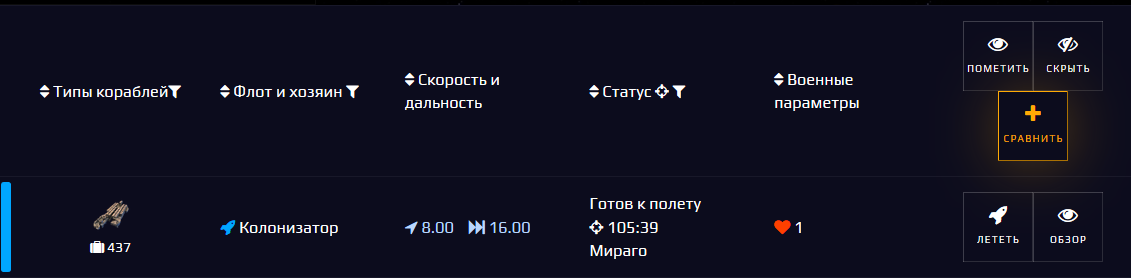 Типы кораблей
Флот и хозяин
Скорость и
дальность
Статус
Военные
параметры
ПОМЕТИТЬ
СКРЫТЬ
СРАВНИТЬ
437
Колонизатор
8.00 16.00
Готов к полету
105:39
Мираго
1
ЛЕТЕТЬ
ОБЗОР